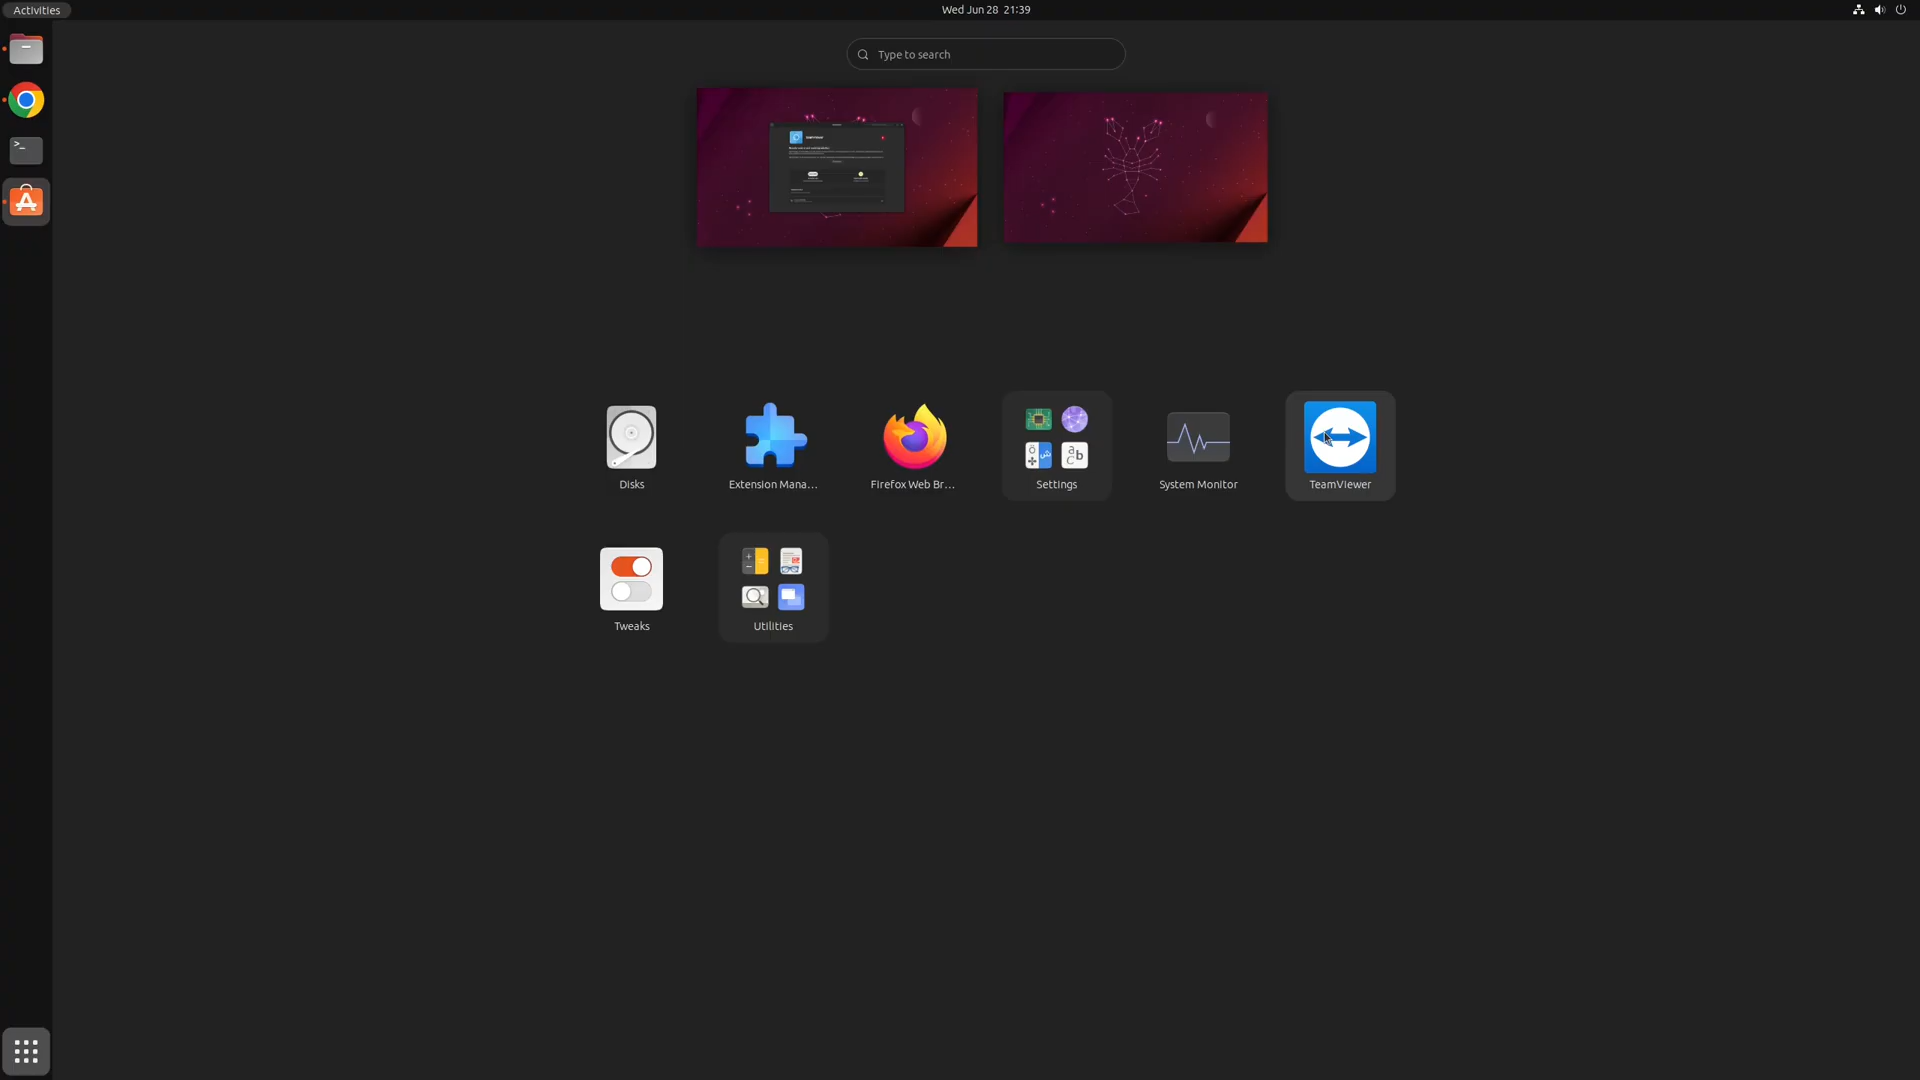 Activities
Wed Jun 28 21:39
Type to search
Disks
Extension Mana...
Firefox Web Br...
Settings
System Monitor
TeamViewer
Tweaks
Utilities